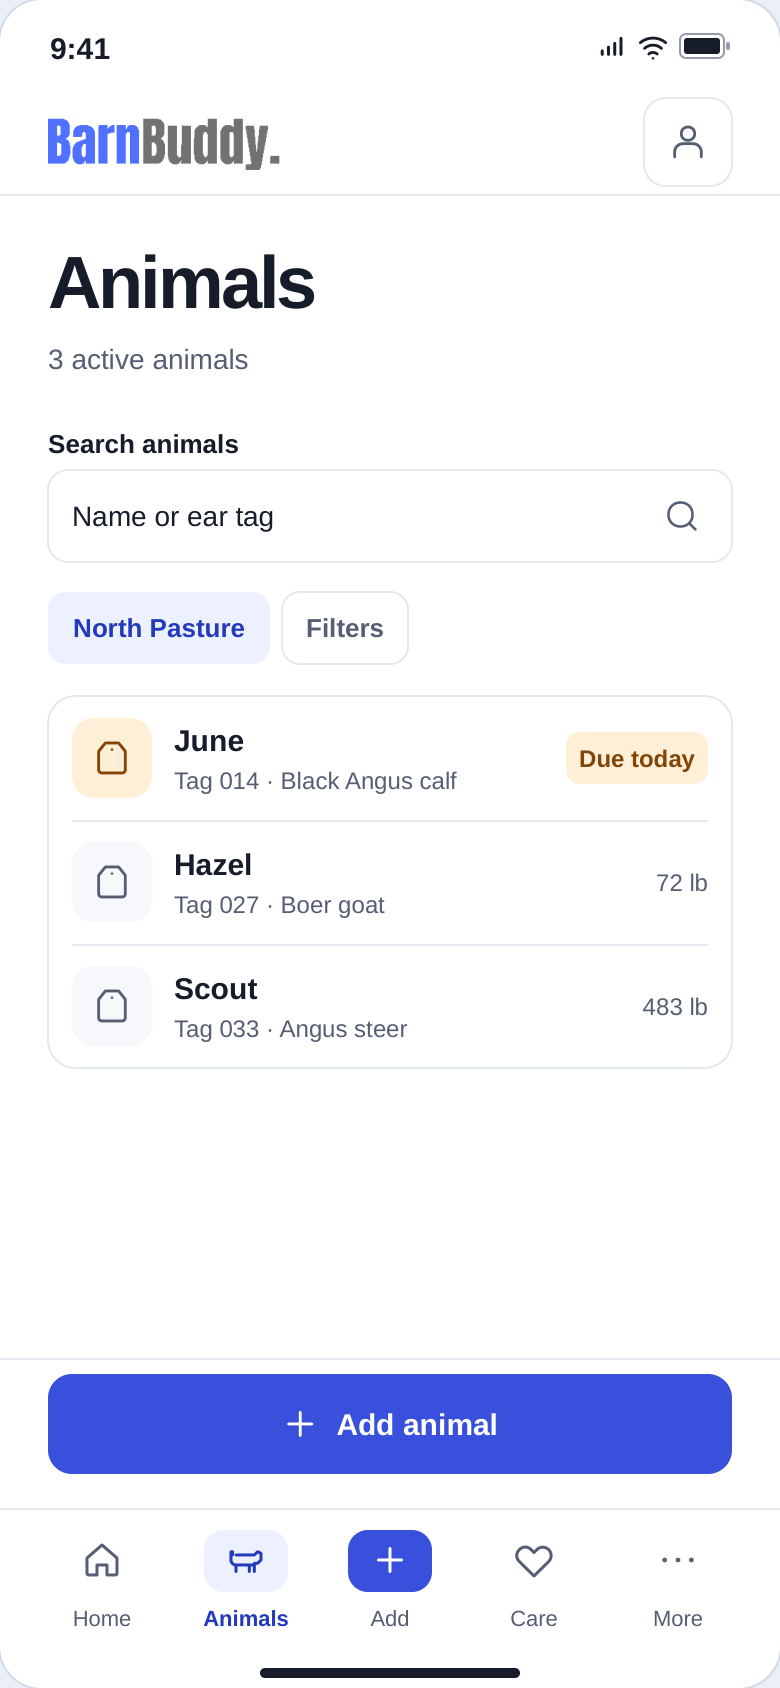 9:41
BarnBuddy.
Animals
3 active animals
Search animals
Name or ear tag
North Pasture
Filters
June
Tag 014 · Black Angus calf
Due today
Hazel
Tag 027 · Boer goat
72 lb
Scout
Tag 033 · Angus steer
483 lb
Add animal
Home
Animals
Add
Care
More